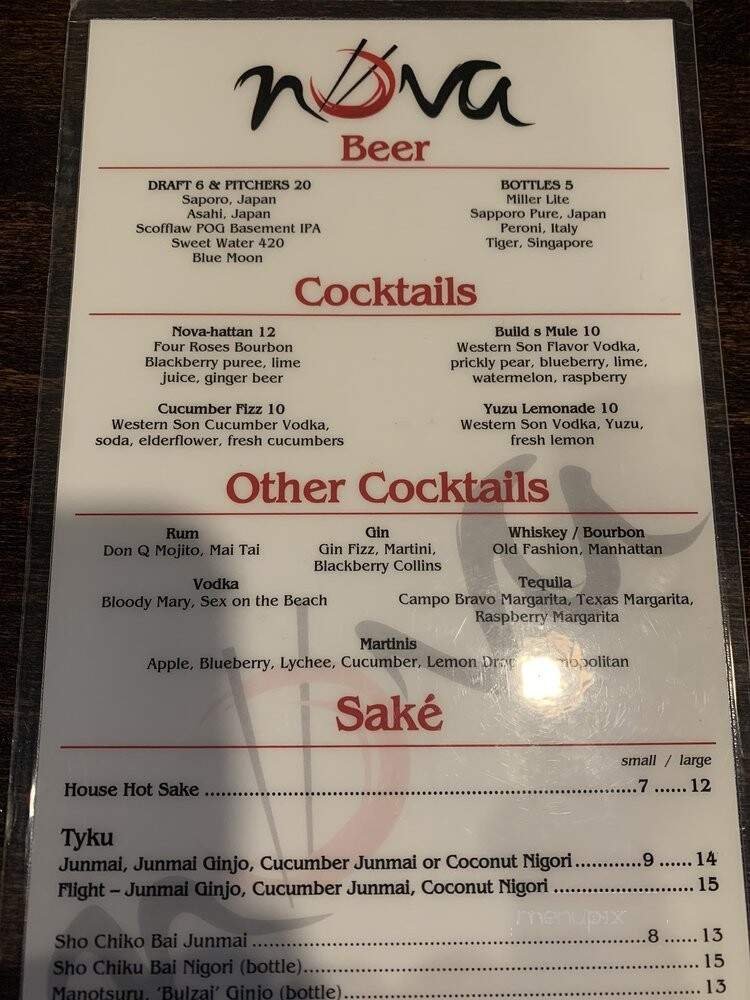 nova
Beer
DRAFT 6 & PITCHERS 20
Saporo, Japan
Asahi, Japan
Scofflaw POG Basement IPA
Sweet Water 420
Blue Moon
BOTTLES 5
Miller Lite
Sapporo Pure, Japan
Peroni, Italy
Tiger, Singapore
Cocktails
Nova-hattan 12
Four Roses Bourbon
Blackberry puree, lime
juice, ginger beer
Build s Mule 10
Western Son Flavor Vodka,
prickly pear, blueberry, lime,
watermelon, raspberry
Cucumber Fizz 10
Western Son Cucumber Vodka,
soda, elderflower, fresh cucumbers
Yuzu Lemonade 10
Western Son Vodka, Yuzu,
fresh lemon
Other Cocktails
Rum
Don Q Mojito, Mai Tai
Gin
Gin Fizz, Martini,
Blackberry Collins
Whiskey / Bourbon
Old Fashion, Manhattan
Vodka
Bloody Mary, Sex on the Beach
Tequila
Campo Bravo Margarita, Texas Margarita,
Raspberry Margarita
Martinis
Apple, Blueberry, Lychee, Cucumber, Lemon Drop, Cosmopolitan
Saké
small / large
House Hot Sake ........ 7 ...... 12
Tyku
Junmai, Junmai Ginjo, Cucumber Junmai or Coconut Nigori ........ 9 ...... 14
Flight – Junmai Ginjo, Cucumber Junmai, Coconut Nigori ........ 15
menupix
Sho Chiko Bai Junmai ........ 8 ...... 13
Sho Chiku Bai Nigori (bottle) ........ 15
Manotsuru, 'Bulzai' Ginjo (bottle) ........ 13